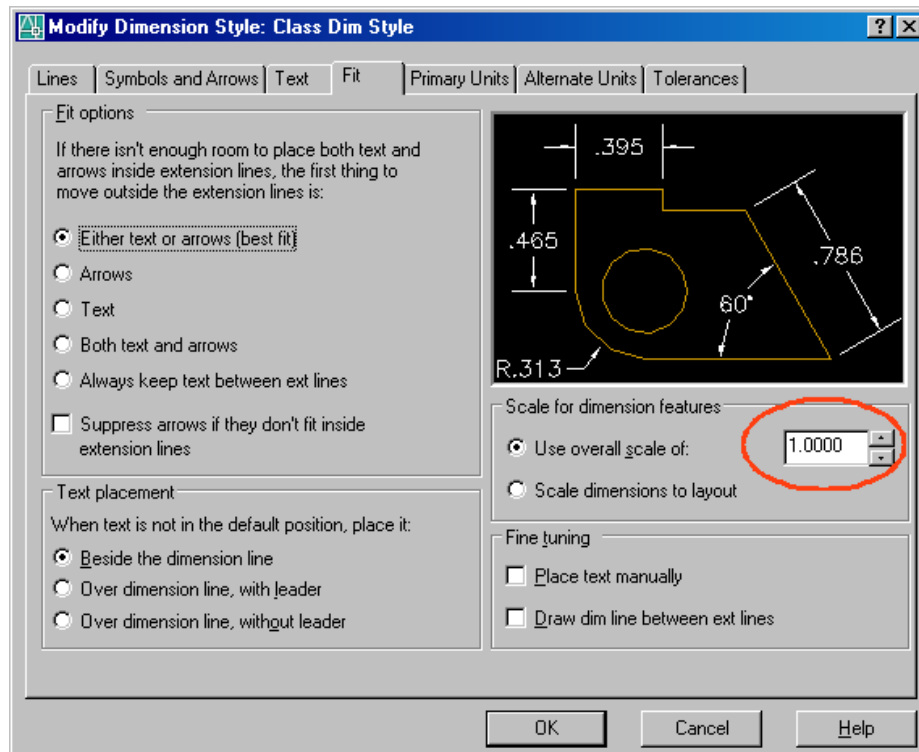 Modify Dimension Style: Class Dim Style
Lines
Symbols and Arrows
Text
Fit
Primary Units
Alternate Units
Tolerances
Fit options
If there isn't enough room to place both text and
arrows inside extension lines, the first thing to
move outside the extension lines is:
Either text or arrows (best fit)
Arrows
Text
Both text and arrows
Always keep text between ext lines
Suppress arrows if they don't fit inside
extension lines
Text placement
When text is not in the default position, place it:
Beside the dimension line
Over dimension line, with leader
Over dimension line, without leader
.395
.465
.786
60°
R.313
Scale for dimension features
Use overall scale of:
1.0000
Scale dimensions to layout
Fine tuning
Place text manually
Draw dim line between ext lines
OK
Cancel
Help